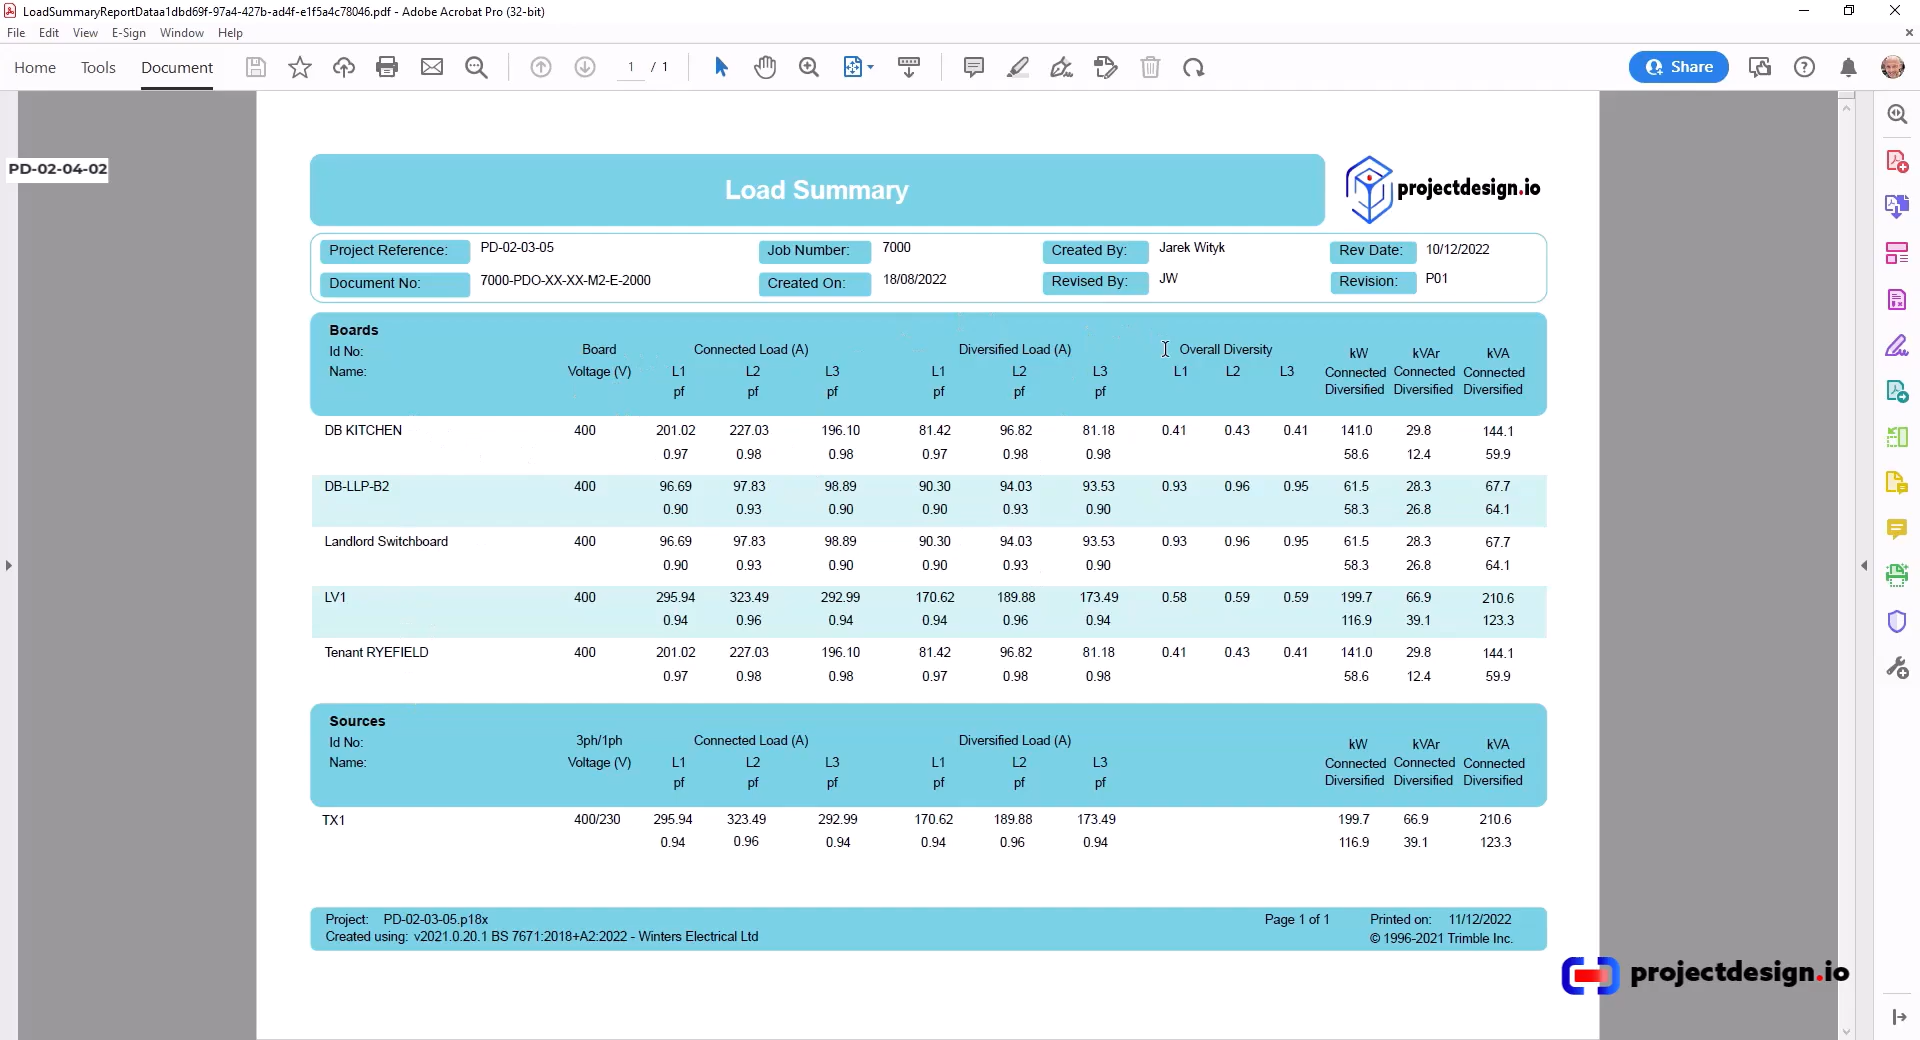 LoadSummaryReportDataa1dbd69f-97a4-427b-ad4f-e1f5a4c78046.pdf - Adobe Acrobat Pro (32-bit)
File Edit View E-Sign Window Help
Home Tools Document 1 / 1 Share
PD-02-04-02
Load Summary
projectdesign.io
Project Reference: PD-02-03-05 Job Number: 7000 Created By: Jarek Wityk Rev Date: 10/12/2022
Document No: 7000-PDO-XX-XX-M2-E-2000 Created On: 18/08/2022 Revised By: JW Revision: P01
Boards
Id No: Board Connected Load (A) Diversified Load (A) Overall Diversity kW kVAr kVA
Name: Voltage (V) L1 L2 L3 L1 L2 L3 L1 L2 L3 Connected Connected Connected
pf pf pf pf pf pf Diversified Diversified Diversified
DB KITCHEN 400 201.02 227.03 196.10 81.42 96.82 81.18 0.41 0.43 0.41 141.0 29.8 144.1
0.97 0.98 0.98 0.97 0.98 0.98 58.6 12.4 59.9
DB-LLP-B2 400 96.69 97.83 98.89 90.30 94.03 93.53 0.93 0.96 0.95 61.5 28.3 67.7
0.90 0.93 0.90 0.90 0.93 0.90 58.3 26.8 64.1
Landlord Switchboard 400 96.69 97.83 98.89 90.30 94.03 93.53 0.93 0.96 0.95 61.5 28.3 67.7
0.90 0.93 0.90 0.90 0.93 0.90 58.3 26.8 64.1
LV1 400 295.94 323.49 292.99 170.62 189.88 173.49 0.58 0.59 0.59 199.7 66.9 210.6
0.94 0.96 0.94 0.94 0.96 0.94 116.9 39.1 123.3
Tenant RYEFIELD 400 201.02 227.03 196.10 81.42 96.82 81.18 0.41 0.43 0.41 141.0 29.8 144.1
0.97 0.98 0.98 0.97 0.98 0.98 58.6 12.4 59.9
Sources
Id No: 3ph/1ph Connected Load (A) Diversified Load (A) kW kVAr kVA
Name: Voltage (V) L1 L2 L3 L1 L2 L3 Connected Connected Connected
pf pf pf pf pf pf Diversified Diversified Diversified
TX1 400/230 295.94 323.49 292.99 170.62 189.88 173.49 199.7 66.9 210.6
0.94 0.96 0.94 0.94 0.96 0.94 116.9 39.1 123.3
Project: PD-02-03-05.p18x Page 1 of 1 Printed on: 11/12/2022
Created using: v2021.0.20.1 BS 7671:2018+A2:2022 - Winters Electrical Ltd © 1996-2021 Trimble Inc.
projectdesign.io